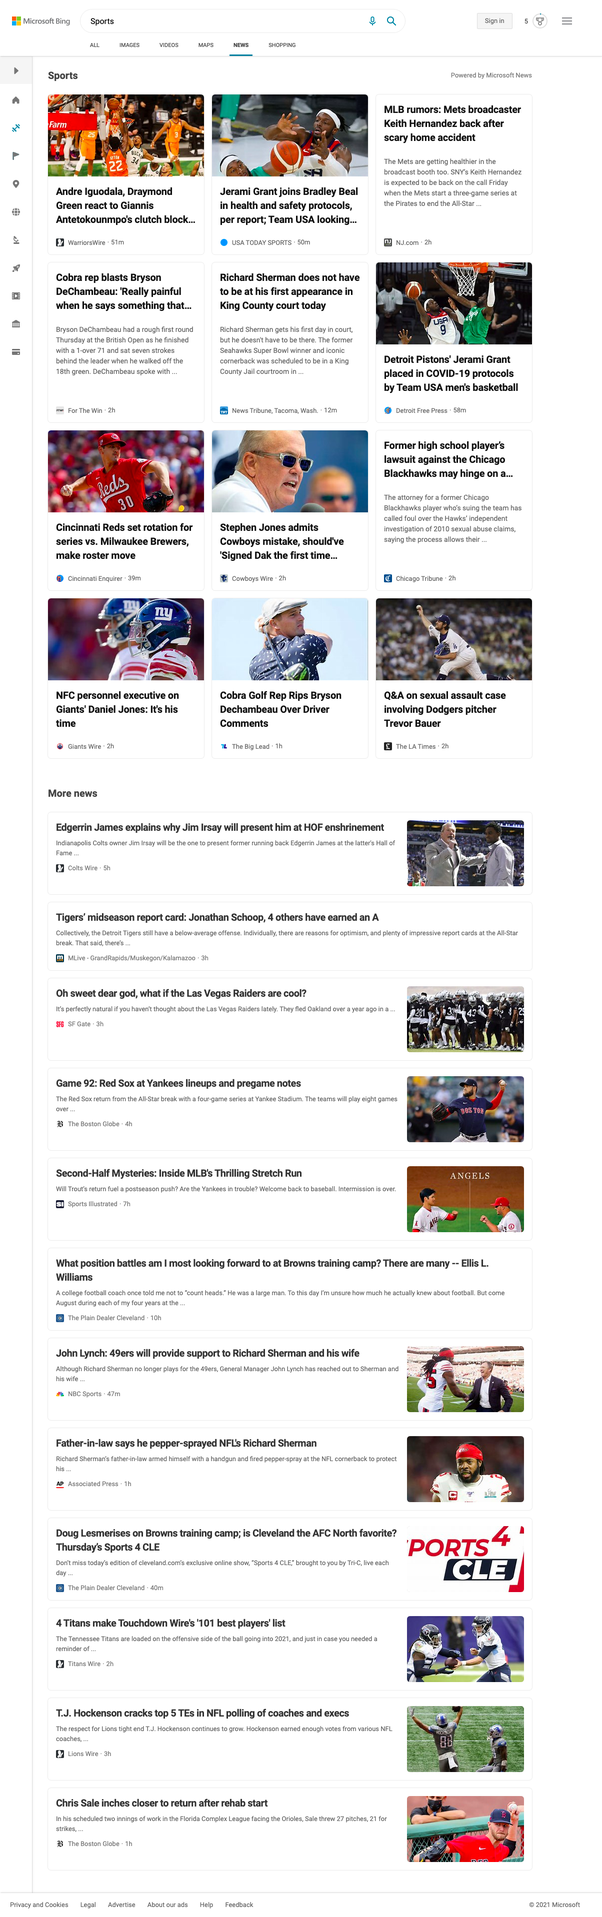 Microsoft Bing
Sports
Sign in
5
ALL IMAGES VIDEOS MAPS NEWS SHOPPING
Sports
Powered by Microsoft News
Farm
22
34
Andre Iguodala, Draymond
Green react to Giannis
Antetokounmpo's clutch block...
WarriorsWire · 51m
Jerami Grant joins Bradley Beal
in health and safety protocols,
per report; Team USA looking...
USA TODAY SPORTS · 50m
MLB rumors: Mets broadcaster
Keith Hernandez back after
scary home accident
The Mets are getting healthier in the
broadcast booth too. SNY's Keith Hernandez
is expected to be back on the call Friday
when the Mets start a three-game series at
the Pirates to end the All-Star ...
NJ.com · 2h
Cobra rep blasts Bryson
DeChambeau: 'Really painful
when he says something that...
Bryson DeChambeau had a rough first round
Thursday at the British Open as he finished
with a 1-over 71 and sat seven strokes
behind the leader when he walked off the
18th green. DeChambeau spoke with ...
For The Win · 2h
Richard Sherman does not have
to be at his first appearance in
King County court today
Richard Sherman gets his first day in court,
but he doesn't have to be there. The former
Seahawks Super Bowl winner and iconic
cornerback was scheduled to be in a King
County Jail courtroom in ...
News Tribune, Tacoma, Wash. · 12m
USA
9
Detroit Pistons' Jerami Grant
placed in COVID-19 protocols
by Team USA men's basketball
Detroit Free Press · 58m
Reds
30
Cincinnati Reds set rotation for
series vs. Milwaukee Brewers,
make roster move
Cincinnati Enquirer · 39m
Stephen Jones admits
Cowboys mistake, should've
'Signed Dak the first time...
Cowboys Wire · 2h
Former high school player's
lawsuit against the Chicago
Blackhawks may hinge on a...
The attorney for a former Chicago
Blackhawks player who's suing the team has
called foul over the Hawks' independent
investigation of 2010 sexual abuse claims,
saying the process allows their ...
Chicago Tribune · 2h
ny
ny
NFC personnel executive on
Giants' Daniel Jones: It's his
time
Giants Wire · 2h
Cobra Golf Rep Rips Bryson
Dechambeau Over Driver
Comments
The Big Lead · 1h
Q&A on sexual assault case
involving Dodgers pitcher
Trevor Bauer
The LA Times · 2h
More news
Edgerrin James explains why Jim Irsay will present him at HOF enshrinement
Indianapolis Colts owner Jim Irsay will be the one to present former running back Edgerrin James at the latter's Hall of
Fame ...
Colts Wire · 5h
Tigers' midseason report card: Jonathan Schoop, 4 others have earned an A
Collectively, the Detroit Tigers still have a below-average offense. Individually, there are reasons for optimism, and plenty of impressive report cards at the All-Star
break. That said, there's ...
MLive - GrandRapids/Muskegon/Kalamazoo · 3h
Oh sweet dear god, what if the Las Vegas Raiders are cool?
It's perfectly natural if you haven't thought about the Las Vegas Raiders lately. They fled Oakland over a year ago in a ...
SF Gate · 3h
Game 92: Red Sox at Yankees lineups and pregame notes
The Red Sox return from the All-Star break with a four-game series at Yankee Stadium. The teams will play eight games
over ...
The Boston Globe · 4h
BOSTON
Second-Half Mysteries: Inside MLB's Thrilling Stretch Run
Will Trout's return fuel a postseason push? Are the Yankees in trouble? Welcome back to baseball. Intermission is over.
Sports Illustrated · 7h
ANGELS
What position battles am I most looking forward to at Browns training camp? There are many -- Ellis L.
Williams
A college football coach once told me not to "count heads." He was a large man. To this day I'm unsure how much he actually knew about football. But come
August during each of my four years at the ...
The Plain Dealer Cleveland · 10h
John Lynch: 49ers will provide support to Richard Sherman and his wife
Although Richard Sherman no longer plays for the 49ers, General Manager John Lynch has reached out to Sherman and
his wife ...
NBC Sports · 47m
Father-in-law says he pepper-sprayed NFL's Richard Sherman
Richard Sherman's father-in-law armed himself with a handgun and fired pepper-spray at the NFL cornerback to protect
his ...
AP Associated Press · 1h
Doug Lesmerises on Browns training camp; is Cleveland the AFC North favorite?
Thursday's Sports 4 CLE
Don't miss today's edition of cleveland.com's exclusive online show, "Sports 4 CLE," brought to you by Tri-C, live each
day ...
The Plain Dealer Cleveland · 40m
PORTS 4
CLE
4 Titans make Touchdown Wire's '101 best players' list
The Tennessee Titans are loaded on the offensive side of the ball going into 2021, and just in case you needed a
reminder of ...
Titans Wire · 2h
T.J. Hockenson cracks top 5 TEs in NFL polling of coaches and execs
The respect for Lions tight end T.J. Hockenson continues to grow. Hockenson earned enough votes from various NFL
coaches, ...
Lions Wire · 3h
88
Chris Sale inches closer to return after rehab start
In his scheduled two innings of work in the Florida Complex League facing the Orioles, Sale threw 27 pitches, 21 for
strikes, ...
The Boston Globe · 1h
Privacy and Cookies Legal Advertise About our ads Help Feedback
© 2021 Microsoft